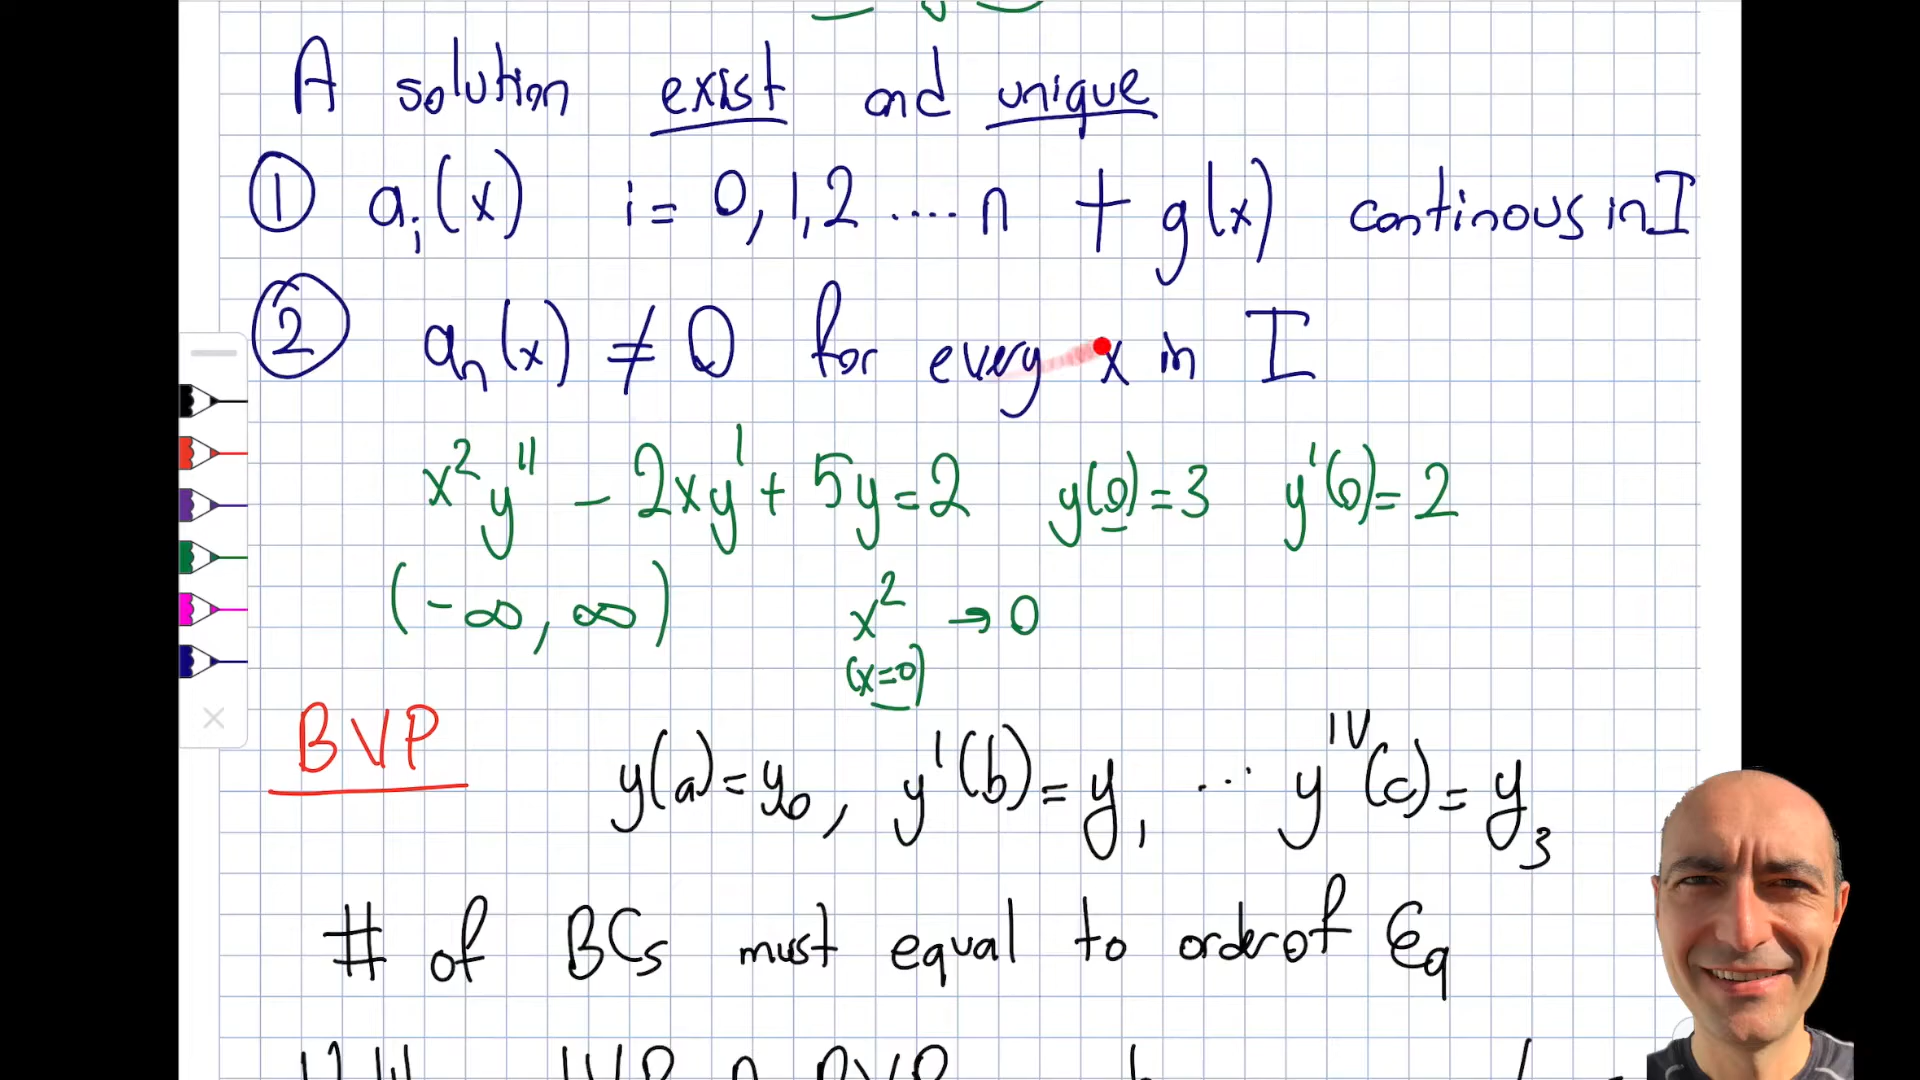 A solution exist and unique
① aᵢ(x) i = 0, 1, 2 ..... n + g(x) continous in I
② aₙ(x) ≠ 0 for every x in I
x²y'' - 2xy' + 5y = 2 y(0) = 3 y'(0) = 2
(-∞, ∞) x² → 0
(x=0)
BVP
y(a) = y₀, y'(b) = y₁ ... yᴵⱽ(c) = y₃
# of BCs must equal to order of Eq